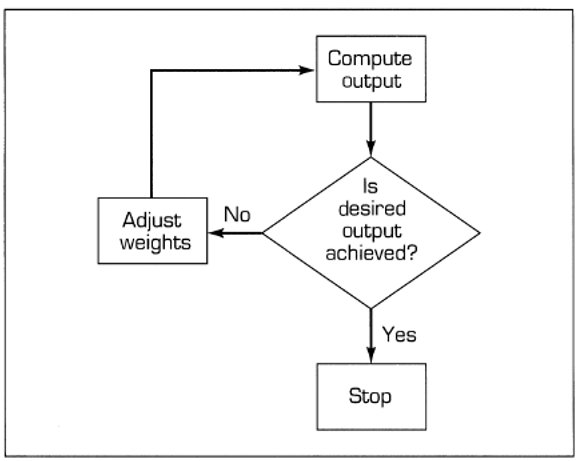 Compute
output
Is
desired
output
achieved?
No
Adjust
weights
Yes
Stop